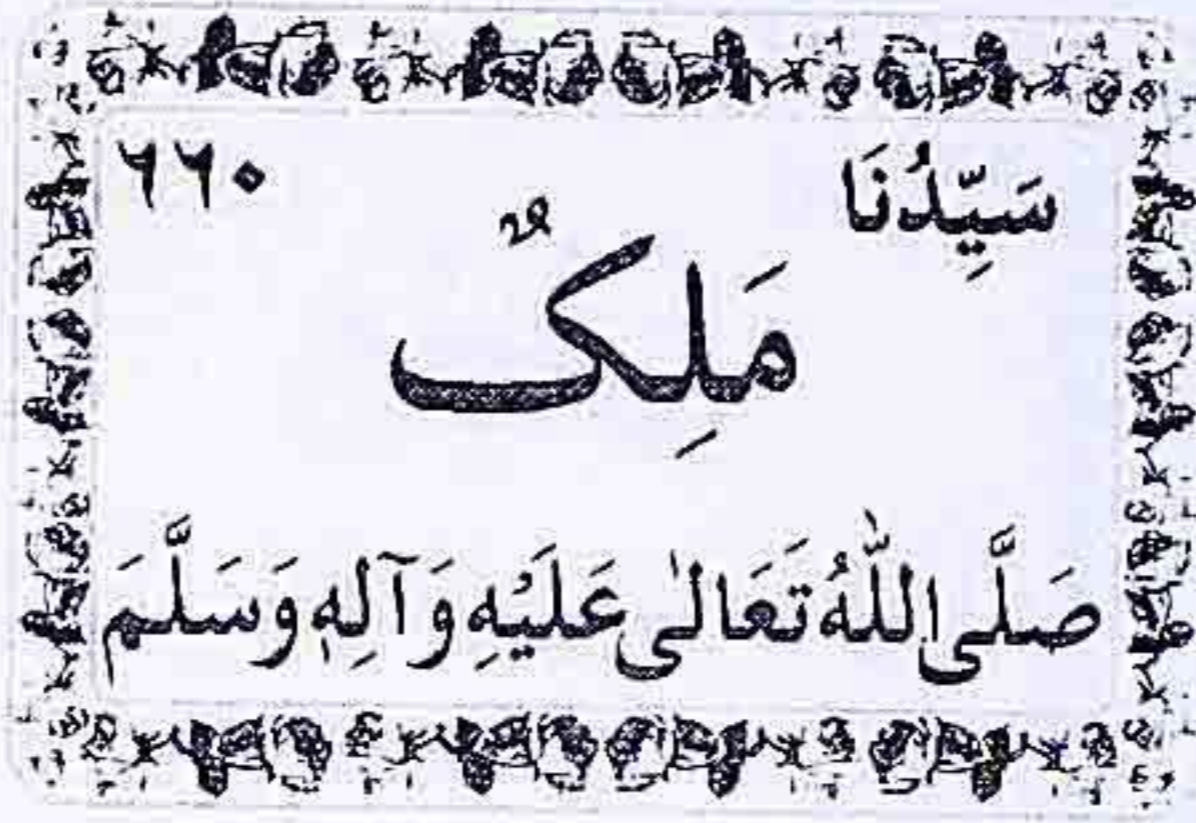 سَيِّدُنَا ٦٦٠
مَلِكٌ
صَلَّى اللّٰهُ تَعَالٰى عَلَيْهِ وَآلِهٖ وَسَلَّمَ